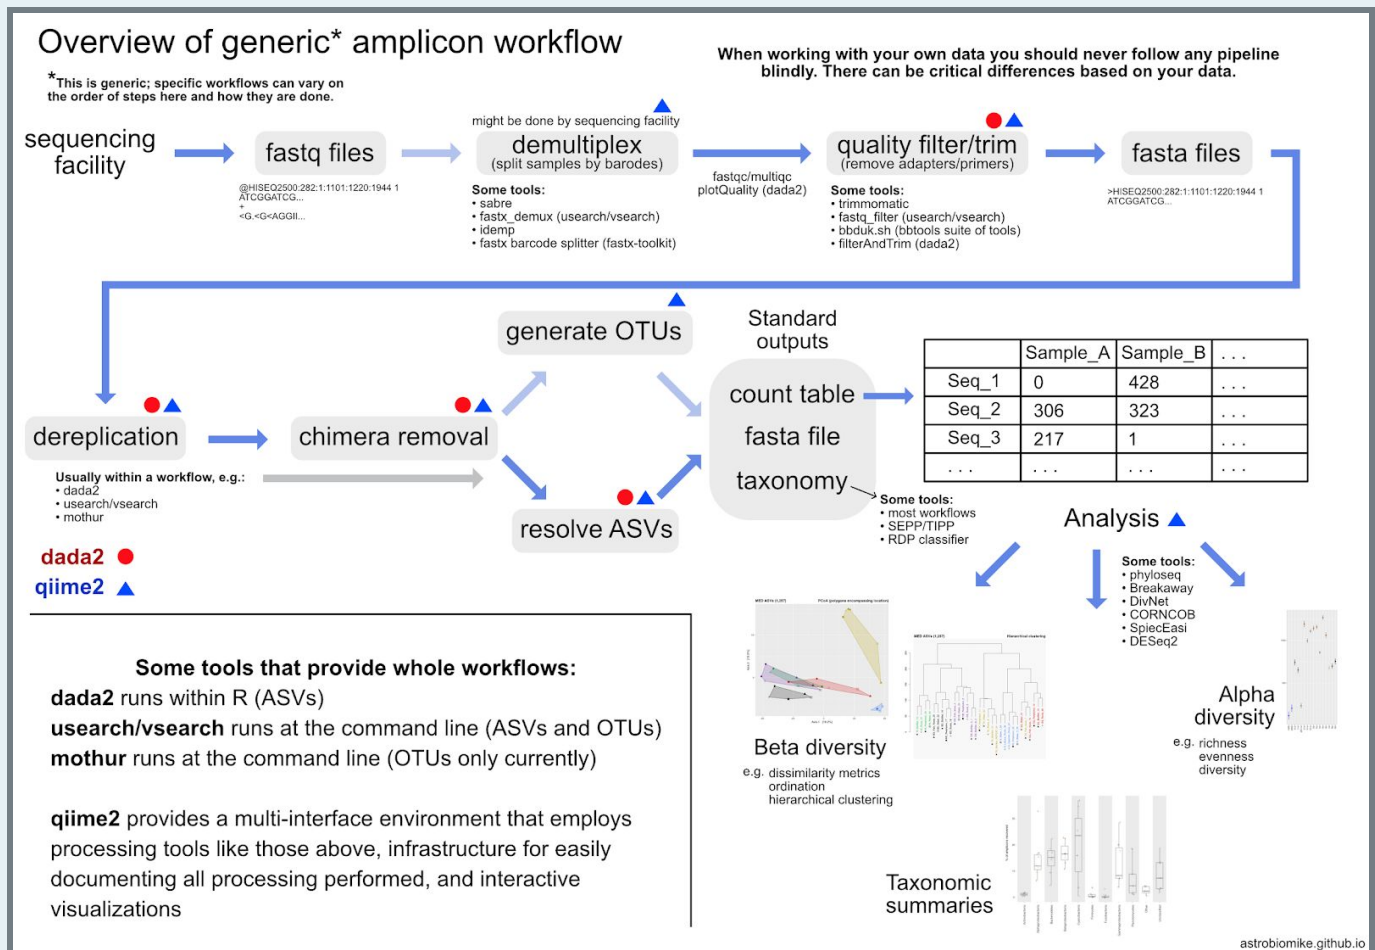 Overview of generic* amplicon workflow
*This is generic; specific workflows can vary on
the order of steps here and how they are done.
When working with your own data you should never follow any pipeline
blindly. There can be critical differences based on your data.
sequencing
facility
fastq files
@HISEQ2500:282:1:1101:1220:1944 1
ATCGGATCG...
+
<G.<G<AGGII...
might be done by sequencing facility
demultiplex
(split samples by barodes)
Some tools:
• sabre
• fastx_demux (usearch/vsearch)
• idemp
• fastx barcode splitter (fastx-toolkit)
fastqc/multiqc
plotQuality (dada2)
quality filter/trim
(remove adapters/primers)
Some tools:
• trimmomatic
• fastq_filter (usearch/vsearch)
• bbduk.sh (bbtools suite of tools)
• filterAndTrim (dada2)
fasta files
>HISEQ2500:282:1:1101:1220:1944 1
ATCGGATCG...
dereplication
Usually within a workflow, e.g.:
• dada2
• usearch/vsearch
• mothur
chimera removal
generate OTUs
resolve ASVs
Standard
outputs
count table
fasta file
taxonomy
Some tools:
• most workflows
• SEPP/TIPP
• RDP classifier
Sample_A Sample_B . . .
Seq_1 0 428 . . .
Seq_2 306 323 . . .
Seq_3 217 1 . . .
. . . . . . . . . . . .
dada2
qiime2
Analysis
Some tools:
• phyloseq
• Breakaway
• DivNet
• CORNCOB
• SpiecEasi
• DESeq2
Beta diversity
e.g. dissimilarity metrics
ordination
hierarchical clustering
Hierarchical clustering
Alpha
diversity
e.g. richness
evenness
diversity
Taxonomic
summaries
Some tools that provide whole workflows:
dada2 runs within R (ASVs)
usearch/vsearch runs at the command line (ASVs and OTUs)
mothur runs at the command line (OTUs only currently)
qiime2 provides a multi-interface environment that employs
processing tools like those above, infrastructure for easily
documenting all processing performed, and interactive
visualizations
astrobiomike.github.io